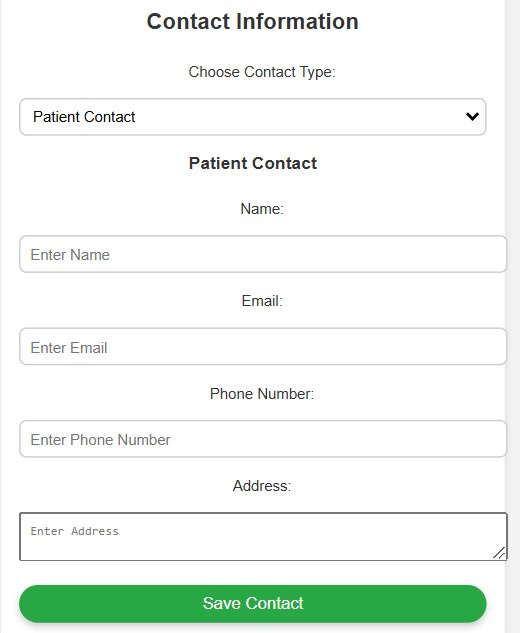 Contact Information
Choose Contact Type:
Patient Contact
Patient Contact
Name:
Enter Name
Email:
Enter Email
Phone Number:
Enter Phone Number
Address:
Enter Address
Save Contact